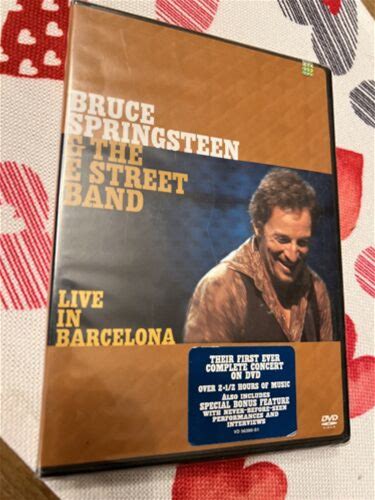 BRUCE
SPRINGSTEEN
& THE
E STREET
BAND
LIVE
IN
BARCELONA
THEIR FIRST EVER
COMPLETE CONCERT
ON DVD
OVER 2-1/2 HOURS OF MUSIC
ALSO INCLUDES
SPECIAL BONUS FEATURE
WITH NEVER-BEFORE-SEEN
PERFORMANCES AND
INTERVIEWS
DVD
VIDEO